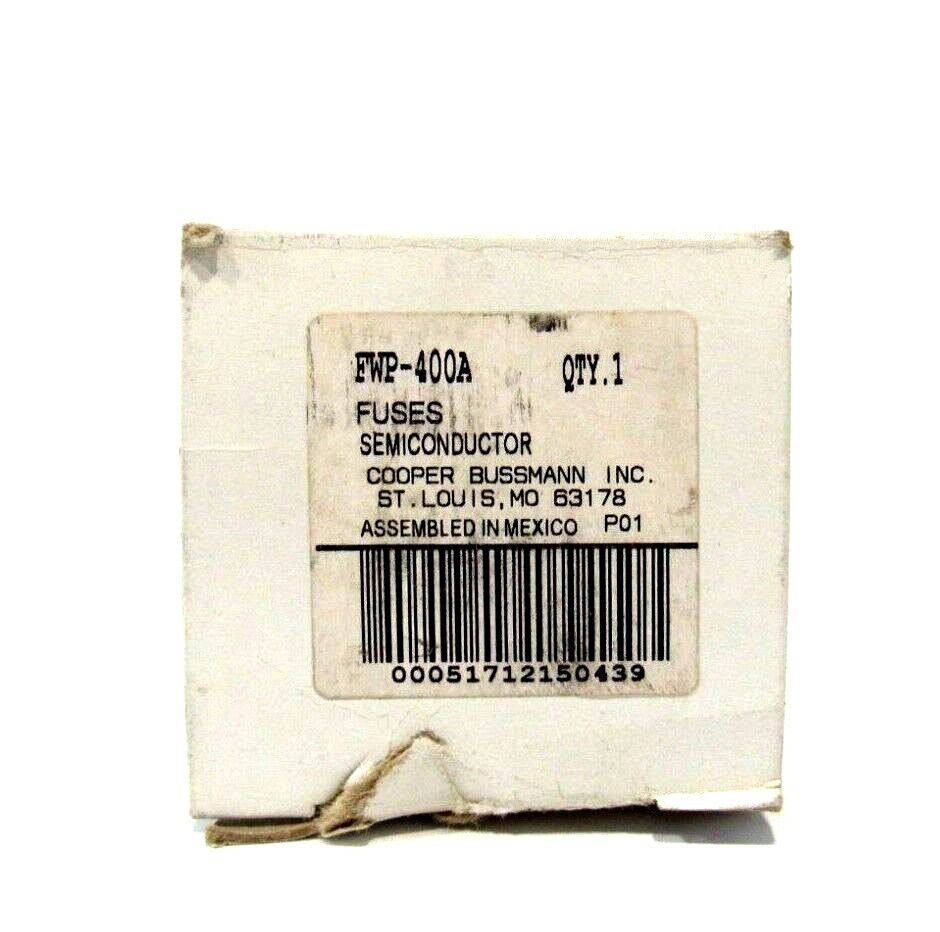 FWP-400A QTY.1
FUSES
SEMICONDUCTOR
COOPER BUSSMANN INC.
ST.LOUIS,MO 63178
ASSEMBLED IN MEXICO P01
00051712150439